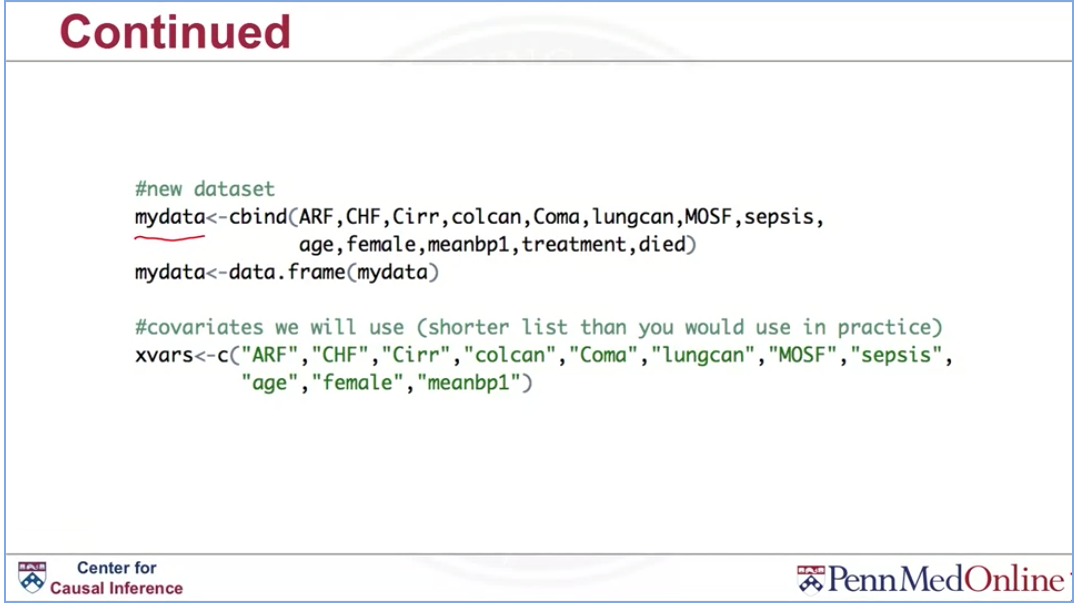 Continued
#new dataset
mydata<-cbind(ARF,CHF,Cirr,colcan,Coma,lungcan,MOSF,sepsis,
age,female,meanbp1,treatment,died)
mydata<-data.frame(mydata)
#covariates we will use (shorter list than you would use in practice)
xvars<-c("ARF","CHF","Cirr","colcan","Coma","lungcan","MOSF","sepsis",
"age","female","meanbp1")
Center for
Causal Inference
PennMedOnline